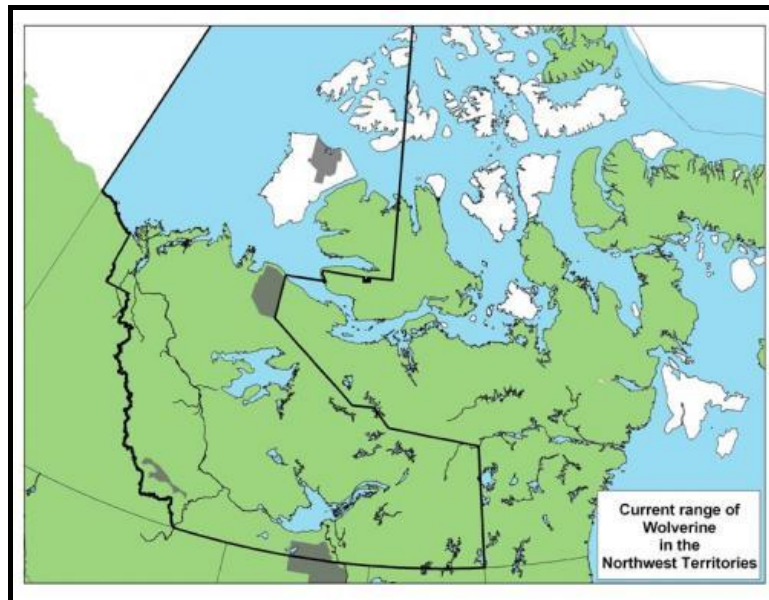 Current range of
Wolverine
in the
Northwest Territories